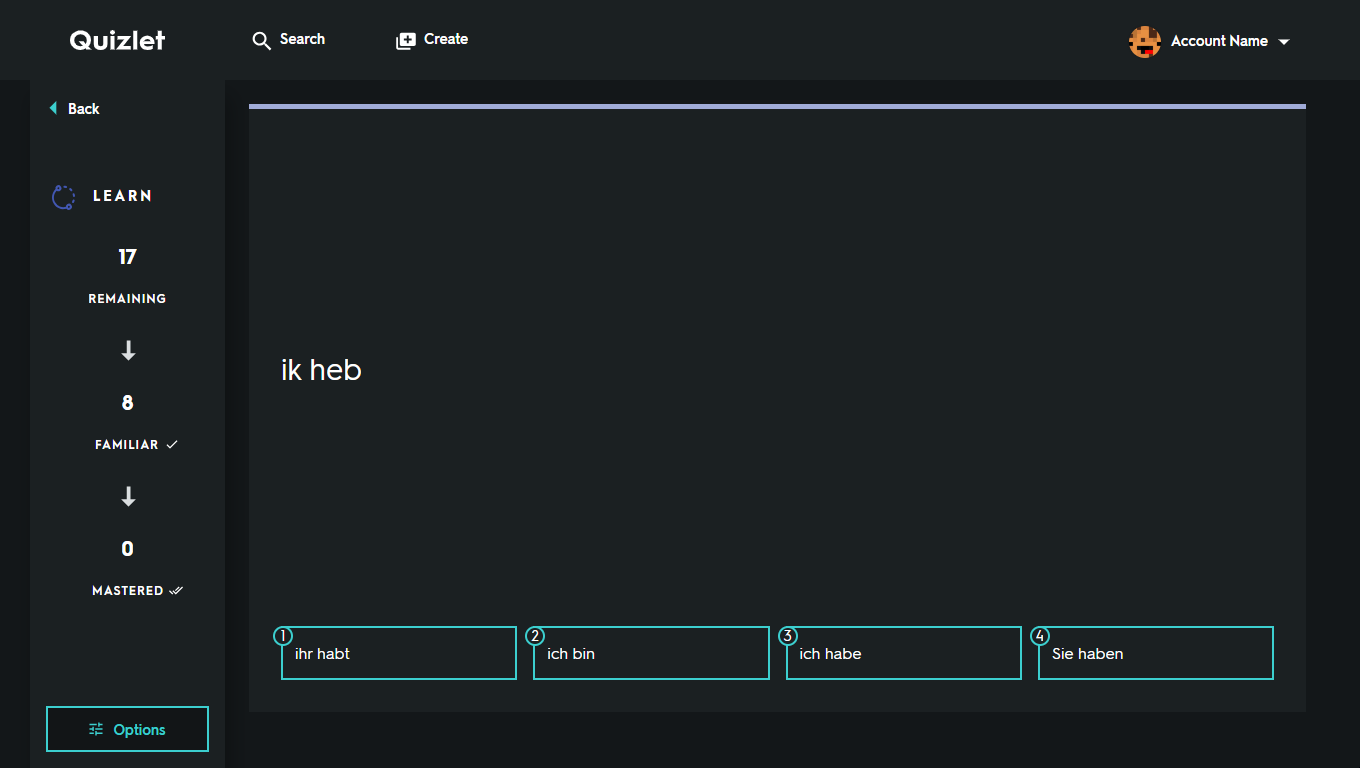 Quizlet
Search
Create
Account Name
Back
LEARN
17
REMAINING
8
FAMILIAR
0
MASTERED
Options
ik heb
1
ihr habt
2
ich bin
3
ich habe
4
Sie haben